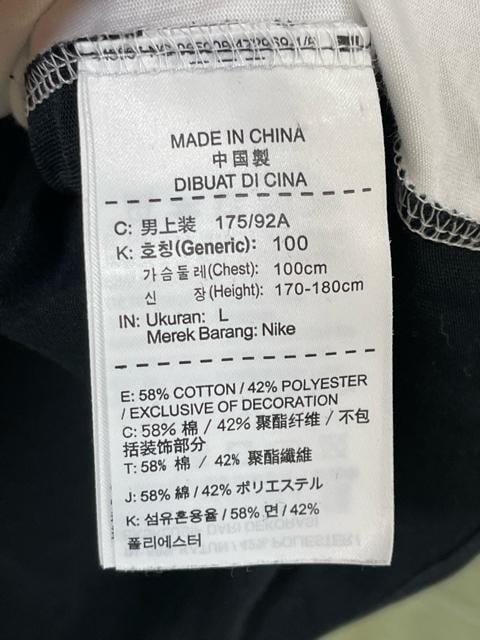 MADE IN CHINA
中国製
DIBUAT DI CINA
C: 男上装 175/92A
K: 호칭(Generic): 100
가슴둘레(Chest): 100cm
신 장(Height): 170-180cm
IN: Ukuran: L
Merek Barang: Nike
E: 58% COTTON / 42% POLYESTER
/ EXCLUSIVE OF DECORATION
C: 58% 棉 / 42% 聚酯纤维 / 不包
括装饰部分
T: 58% 棉 / 42% 聚酯纖維
J: 58% 綿 / 42% ポリエステル
K: 섬유혼용율 / 58% 면 / 42%
폴리에스터